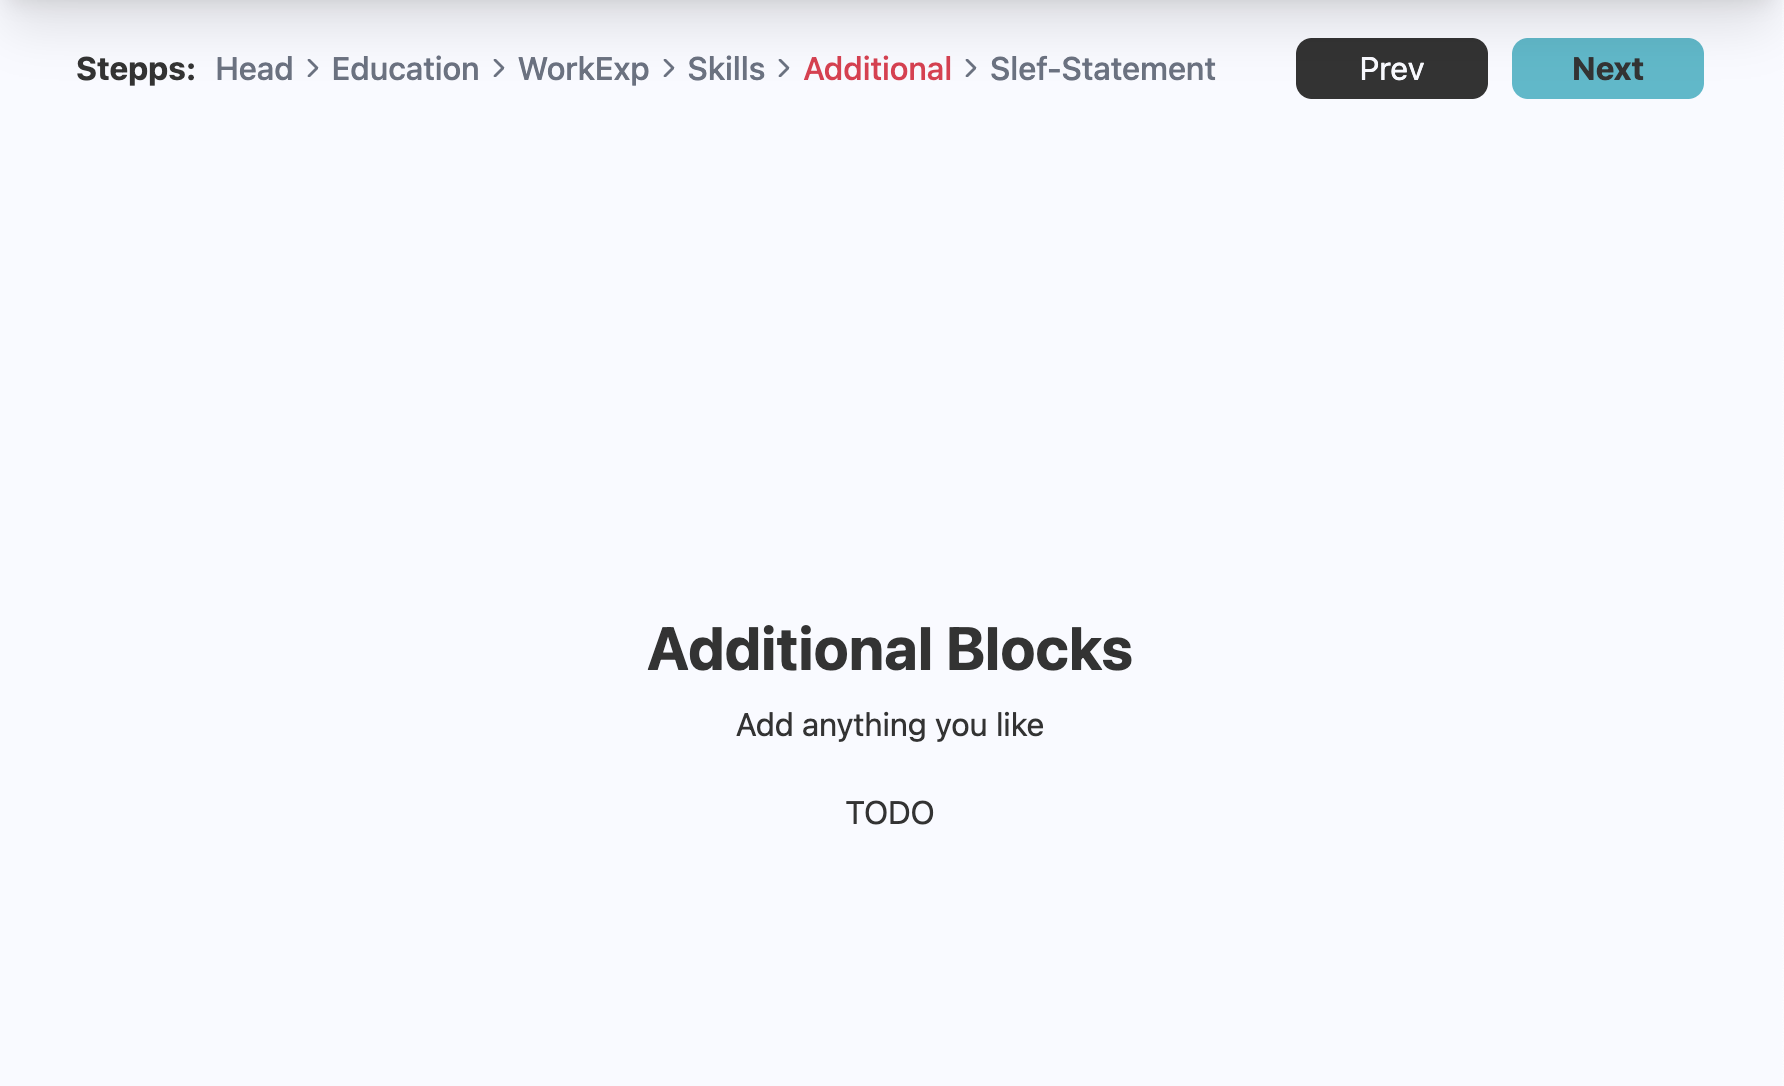 Stepps: Head > Education > WorkExp > Skills > Additional > Slef-Statement Prev Next
Additional Blocks
Add anything you like
TODO